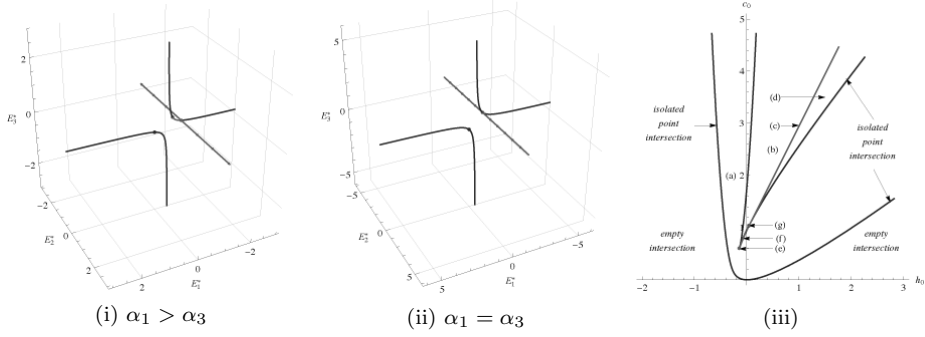 2
0
E₃*
−2
−2
E₂*
0
2
2
0
E₁*
−2
(i) α₁ > α₃
5
0
E₃*
−5
−5
E₂*
0
5
5
0
E₁*
−5
(ii) α₁ = α₃
c₀
5
4
3
2
isolated
point
intersection
(d)
(c)
(b)
(a)
isolated
point
intersection
(g)
(f)
(e)
empty
intersection
empty
intersection
−2
−1
0
1
2
3
h₀
(iii)